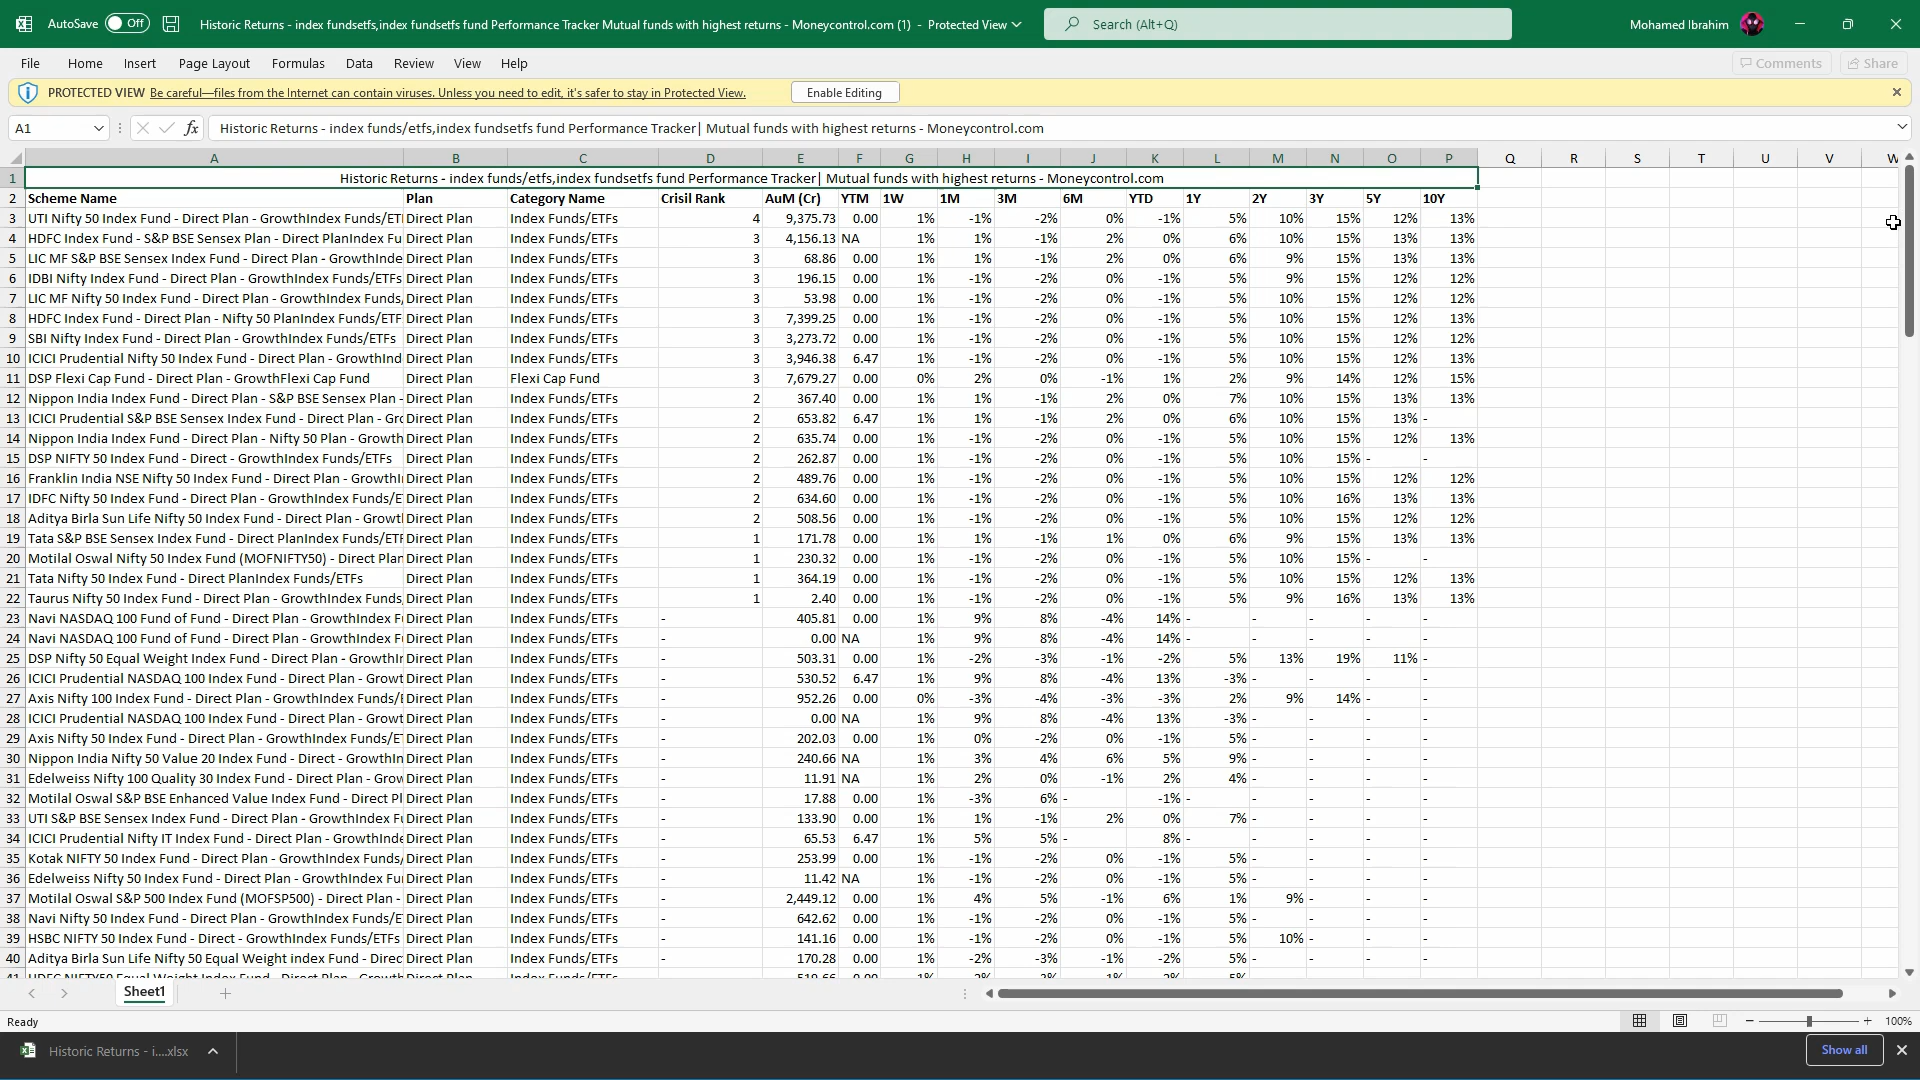 AutoSave Off Historic Returns - index fundsetfs,index fundsetfs fund Performance Tracker Mutual funds with highest returns - Moneycontrol.com (1) - Protected View Search (Alt+Q) Mohamed Ibrahim
File Home Insert Page Layout Formulas Data Review View Help Comments Share
PROTECTED VIEW Be careful—files from the Internet can contain viruses. Unless you need to edit, it's safer to stay in Protected View. Enable Editing
A1 fx Historic Returns - index funds/etfs,index fundsetfs fund Performance Tracker| Mutual funds with highest returns - Moneycontrol.com
A B C D E F G H I J K L M N O P Q R S T U V W
1 Historic Returns - index funds/etfs,index fundsetfs fund Performance Tracker| Mutual funds with highest returns - Moneycontrol.com
2 Scheme Name Plan Category Name Crisil Rank AuM (Cr) YTM 1W 1M 3M 6M YTD 1Y 2Y 3Y 5Y 10Y
3 UTI Nifty 50 Index Fund - Direct Plan - GrowthIndex Funds/ETI Direct Plan Index Funds/ETFs 4 9,375.73 0.00 1% -1% -2% 0% -1% 5% 10% 15% 12% 13%
4 HDFC Index Fund - S&P BSE Sensex Plan - Direct PlanIndex Fu Direct Plan Index Funds/ETFs 3 4,156.13 NA 1% 1% -1% 2% 0% 6% 10% 15% 13% 13%
5 LIC MF S&P BSE Sensex Index Fund - Direct Plan - GrowthInde Direct Plan Index Funds/ETFs 3 68.86 0.00 1% 1% -1% 2% 0% 6% 9% 15% 13% 13%
6 IDBI Nifty Index Fund - Direct Plan - GrowthIndex Funds/ETFs Direct Plan Index Funds/ETFs 3 196.15 0.00 1% -1% -2% 0% -1% 5% 9% 15% 12% 12%
7 LIC MF Nifty 50 Index Fund - Direct Plan - GrowthIndex Funds, Direct Plan Index Funds/ETFs 3 53.98 0.00 1% -1% -2% 0% -1% 5% 10% 15% 12% 12%
8 HDFC Index Fund - Direct Plan - Nifty 50 PlanIndex Funds/ETF Direct Plan Index Funds/ETFs 3 7,399.25 0.00 1% -1% -2% 0% -1% 5% 10% 15% 12% 13%
9 SBI Nifty Index Fund - Direct Plan - GrowthIndex Funds/ETFs Direct Plan Index Funds/ETFs 3 3,273.72 0.00 1% -1% -2% 0% -1% 5% 10% 15% 12% 12%
10 ICICI Prudential Nifty 50 Index Fund - Direct Plan - GrowthInd Direct Plan Index Funds/ETFs 3 3,946.38 6.47 1% -1% -2% 0% -1% 5% 10% 15% 12% 13%
11 DSP Flexi Cap Fund - Direct Plan - GrowthFlexi Cap Fund Direct Plan Flexi Cap Fund 3 7,679.27 0.00 0% 2% 0% -1% 1% 2% 9% 14% 12% 15%
12 Nippon India Index Fund - Direct Plan - S&P BSE Sensex Plan - Direct Plan Index Funds/ETFs 2 367.40 0.00 1% 1% -1% 2% 0% 7% 10% 15% 13% 13%
13 ICICI Prudential S&P BSE Sensex Index Fund - Direct Plan - Gro Direct Plan Index Funds/ETFs 2 653.82 6.47 1% 1% -1% 2% 0% 6% 10% 15% 13% -
14 Nippon India Index Fund - Direct Plan - Nifty 50 Plan - Growth Direct Plan Index Funds/ETFs 2 635.74 0.00 1% -1% -2% 0% -1% 5% 10% 15% 12% 13%
15 DSP NIFTY 50 Index Fund - Direct - GrowthIndex Funds/ETFs Direct Plan Index Funds/ETFs 2 262.87 0.00 1% -1% -2% 0% -1% 5% 10% 15% - -
16 Franklin India NSE Nifty 50 Index Fund - Direct Plan - GrowthI Direct Plan Index Funds/ETFs 2 489.76 0.00 1% -1% -2% 0% -1% 5% 10% 15% 12% 12%
17 IDFC Nifty 50 Index Fund - Direct Plan - GrowthIndex Funds/E Direct Plan Index Funds/ETFs 2 634.60 0.00 1% -1% -2% 0% -1% 5% 10% 16% 13% 13%
18 Aditya Birla Sun Life Nifty 50 Index Fund - Direct Plan - Growt Direct Plan Index Funds/ETFs 2 508.56 0.00 1% -1% -2% 0% -1% 5% 10% 15% 12% 12%
19 Tata S&P BSE Sensex Index Fund - Direct PlanIndex Funds/ETF Direct Plan Index Funds/ETFs 1 171.78 0.00 1% 1% -1% 1% 0% 6% 9% 15% 13% 13%
20 Motilal Oswal Nifty 50 Index Fund (MOFNIFTY50) - Direct Plan Direct Plan Index Funds/ETFs 1 230.32 0.00 1% -1% -2% 0% -1% 5% 10% 15% - -
21 Tata Nifty 50 Index Fund - Direct PlanIndex Funds/ETFs Direct Plan Index Funds/ETFs 1 364.19 0.00 1% -1% -2% 0% -1% 5% 10% 15% 12% 13%
22 Taurus Nifty 50 Index Fund - Direct Plan - GrowthIndex Funds, Direct Plan Index Funds/ETFs 1 2.40 0.00 1% -1% -2% 0% -1% 5% 9% 16% 13% 13%
23 Navi NASDAQ 100 Fund of Fund - Direct Plan - GrowthIndex F Direct Plan Index Funds/ETFs - 405.81 0.00 1% 9% 8% -4% 14% - - - - -
24 Navi NASDAQ 100 Fund of Fund - Direct Plan - GrowthIndex F Direct Plan Index Funds/ETFs - 0.00 NA 1% 9% 8% -4% 14% - - - - -
25 DSP Nifty 50 Equal Weight Index Fund - Direct Plan - GrowthIr Direct Plan Index Funds/ETFs - 503.31 0.00 1% -2% -3% -1% -2% 5% 13% 19% 11% -
26 ICICI Prudential NASDAQ 100 Index Fund - Direct Plan - Growt Direct Plan Index Funds/ETFs - 530.52 6.47 1% 9% 8% -4% 13% -3% - - - -
27 Axis Nifty 100 Index Fund - Direct Plan - GrowthIndex Funds/I Direct Plan Index Funds/ETFs - 952.26 0.00 0% -3% -4% -3% -3% 2% 9% 14% - -
28 ICICI Prudential NASDAQ 100 Index Fund - Direct Plan - Growt Direct Plan Index Funds/ETFs - 0.00 NA 1% 9% 8% -4% 13% -3% - - - -
29 Axis Nifty 50 Index Fund - Direct Plan - GrowthIndex Funds/E Direct Plan Index Funds/ETFs - 202.03 0.00 1% 0% -2% 0% -1% 5% - - - -
30 Nippon India Nifty 50 Value 20 Index Fund - Direct - GrowthIn Direct Plan Index Funds/ETFs - 240.66 NA 1% 3% 4% 6% 5% 9% - - - -
31 Edelweiss Nifty 100 Quality 30 Index Fund - Direct Plan - Grov Direct Plan Index Funds/ETFs - 11.91 NA 1% 2% 0% -1% 2% 4% - - - -
32 Motilal Oswal S&P BSE Enhanced Value Index Fund - Direct Pl Direct Plan Index Funds/ETFs - 17.88 0.00 1% -3% 6% - -1% - - - - -
33 UTI S&P BSE Sensex Index Fund - Direct Plan - GrowthIndex Fu Direct Plan Index Funds/ETFs - 133.90 0.00 1% 1% -1% 2% 0% 7% - - - -
34 ICICI Prudential Nifty IT Index Fund - Direct Plan - GrowthInde Direct Plan Index Funds/ETFs - 65.53 6.47 1% 5% 5% - 8% - - - - -
35 Kotak NIFTY 50 Index Fund - Direct Plan - GrowthIndex Funds/ Direct Plan Index Funds/ETFs - 253.99 0.00 1% -1% -2% 0% -1% 5% - - - -
36 Edelweiss Nifty 50 Index Fund - Direct Plan - GrowthIndex Fu Direct Plan Index Funds/ETFs - 11.42 NA 1% -1% -2% 0% -1% 5% - - - -
37 Motilal Oswal S&P 500 Index Fund (MOFSP500) - Direct Plan - Direct Plan Index Funds/ETFs - 2,449.12 0.00 1% 4% 5% -1% 6% 1% 9% - - -
38 Navi Nifty 50 Index Fund - Direct Plan - GrowthIndex Funds/E Direct Plan Index Funds/ETFs - 642.62 0.00 1% -1% -2% 0% -1% 5% - - - -
39 HSBC NIFTY 50 Index Fund - Direct - GrowthIndex Funds/ETFs Direct Plan Index Funds/ETFs - 141.16 0.00 1% -1% -2% 0% -1% 5% 10% - - -
40 Aditya Birla Sun Life Nifty 50 Equal Weight index Fund - Direc Direct Plan Index Funds/ETFs - 170.28 0.00 1% -2% -3% -1% -2% 5% - - - -
Sheet1
Ready 100%
Historic Returns - i....xlsx Show all